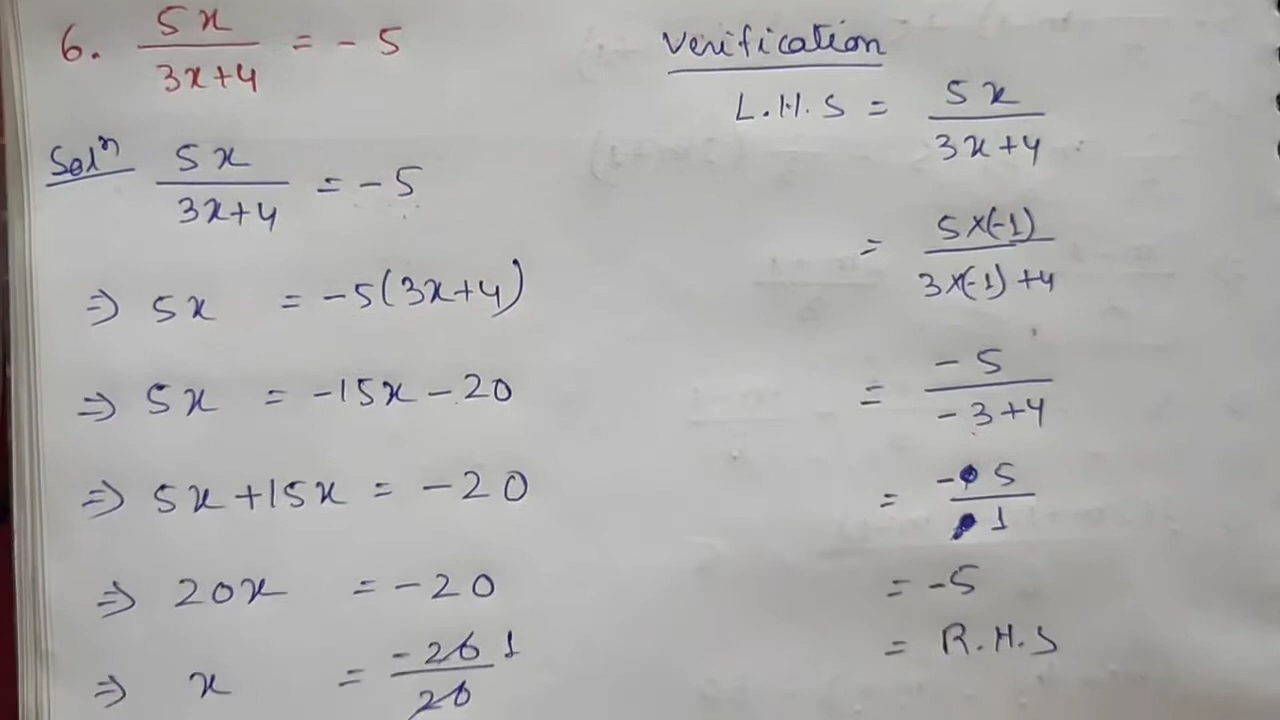 6. 5x/3x+4 = -5
Solⁿ 5x/3x+4 = -5
⇒ 5x = -5(3x+4)
⇒ 5x = -15x - 20
⇒ 5x+15x = -20
⇒ 20x = -20
⇒ x = -20/20 1
Verification
L.H.S = 5x/3x+4
= 5×(-1)/3×(-1)+4
= -5/-3+4
= -5/1
= -5
= R.H.S